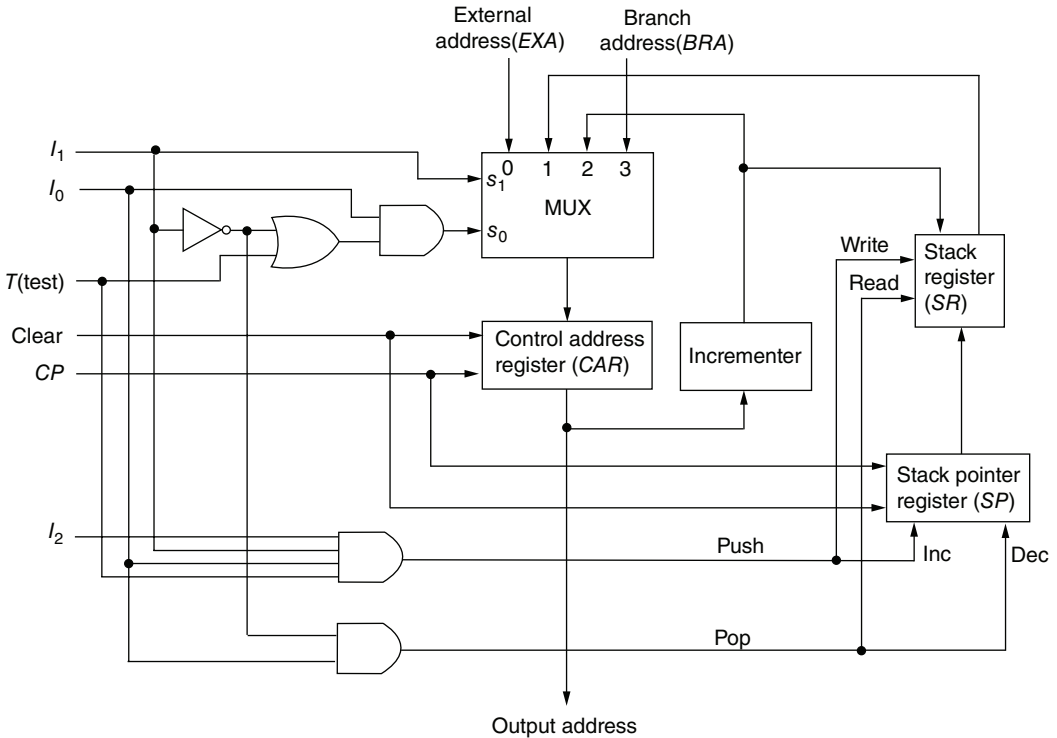 External
address(EXA)
Branch
address(BRA)
I1
I0
T(test)
Clear
CP
I2
0 1 2 3
s1
MUX
s0
Control address
register (CAR)
Incrementer
Write
Read
Stack
register
(SR)
Stack pointer
register (SP)
Push
Inc
Dec
Pop
Output address